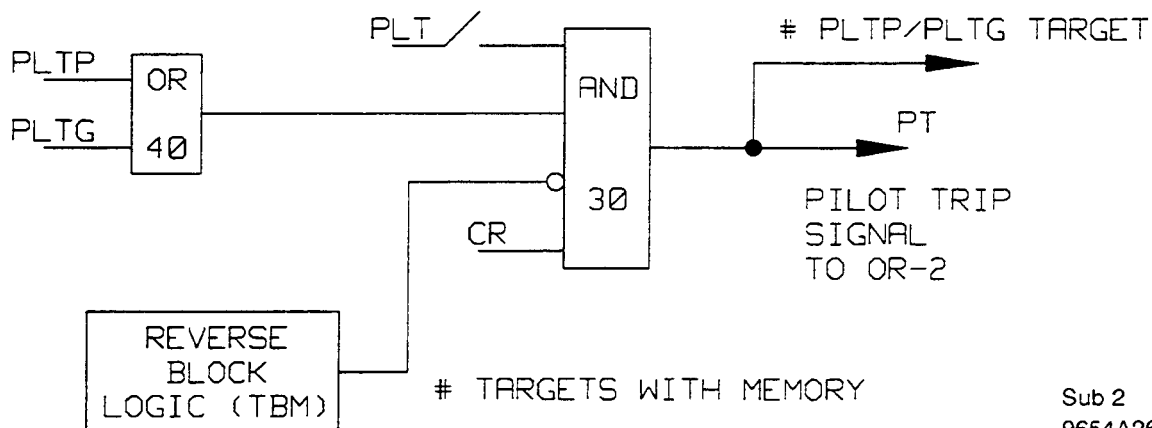 PLT
# PLTP/PLTG TARGET
PLTP
OR
AND
PT
PLTG
40
30
PILOT TRIP
SIGNAL
TO OR-2
CR
REVERSE
BLOCK
LOGIC (TBM)
# TARGETS WITH MEMORY
Sub 2